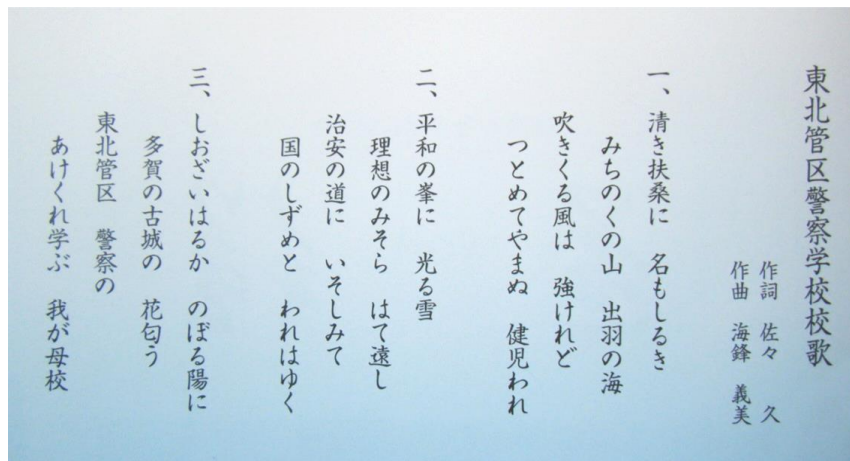 東北管区警察学校校歌
作詞　佐々　久
作曲　海鋒　義美
一、清き扶桑に　名もしるき
みちのくの山　出羽の海
吹きくる風は　強けれど
つとめてやまぬ　健児われ
二、平和の峯に　光る雪
理想のみそら　はて遠し
治安の道に　いそしみて
国のしずめと　われはゆく
三、しおざいはるか　のぼる陽に
多賀の古城の　花匂う
東北管区　警察の
あけくれ学ぶ　我が母校